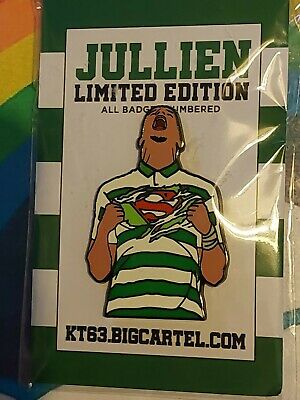 JULLIEN
LIMITED EDITION
ALL BADGES NUMBERED
KT63.BIGCARTEL.COM